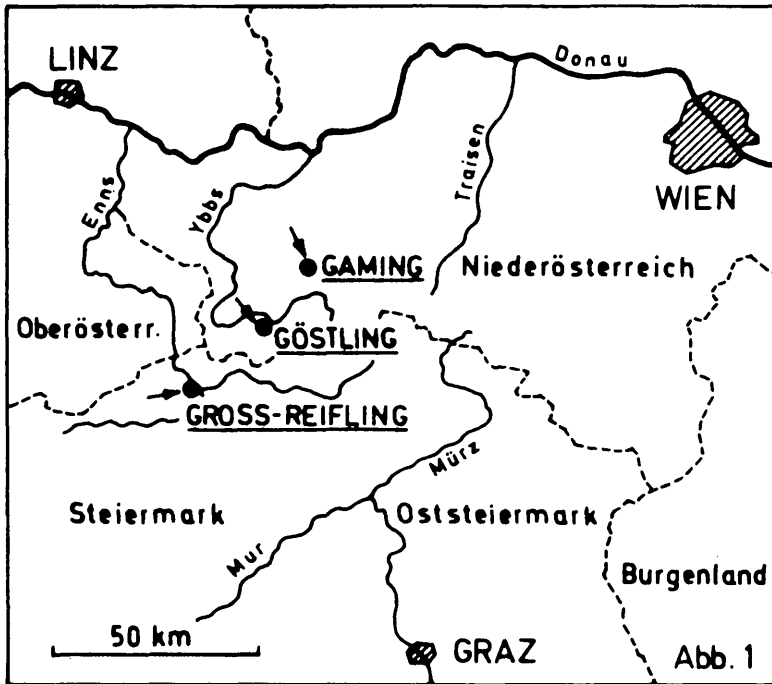 LINZ
Donau
WIEN
Enns
Ybbs
Traisen
GAMING
Niederösterreich
Oberösterr.
GÖSTLING
GROSS-REIFLING
Mürz
Steiermark
Oststeiermark
Mur
Burgenland
50 km
GRAZ
Abb. 1